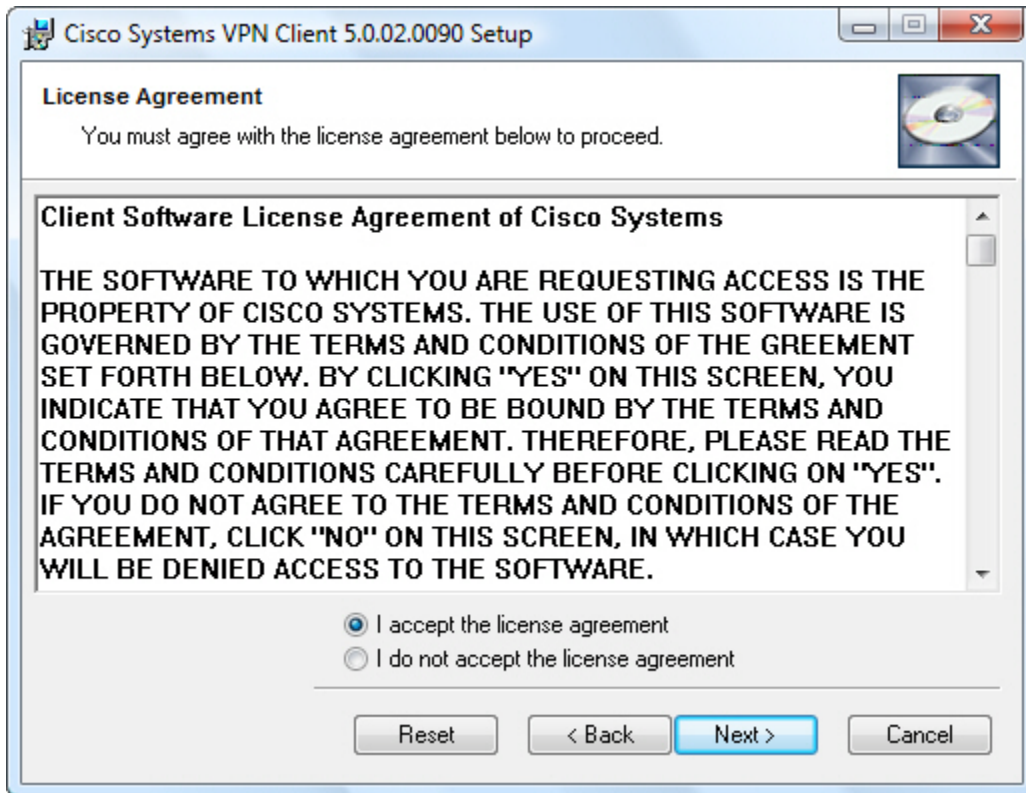 Cisco Systems VPN Client 5.0.02.0090 Setup
License Agreement
You must agree with the license agreement below to proceed.
Client Software License Agreement of Cisco Systems
THE SOFTWARE TO WHICH YOU ARE REQUESTING ACCESS IS THE
PROPERTY OF CISCO SYSTEMS. THE USE OF THIS SOFTWARE IS
GOVERNED BY THE TERMS AND CONDITIONS OF THE GREEMENT
SET FORTH BELOW. BY CLICKING "YES" ON THIS SCREEN, YOU
INDICATE THAT YOU AGREE TO BE BOUND BY THE TERMS AND
CONDITIONS OF THAT AGREEMENT. THEREFORE, PLEASE READ THE
TERMS AND CONDITIONS CAREFULLY BEFORE CLICKING ON "YES".
IF YOU DO NOT AGREE TO THE TERMS AND CONDITIONS OF THE
AGREEMENT, CLICK "NO" ON THIS SCREEN, IN WHICH CASE YOU
WILL BE DENIED ACCESS TO THE SOFTWARE.
I accept the license agreement
I do not accept the license agreement
Reset < Back Next > Cancel